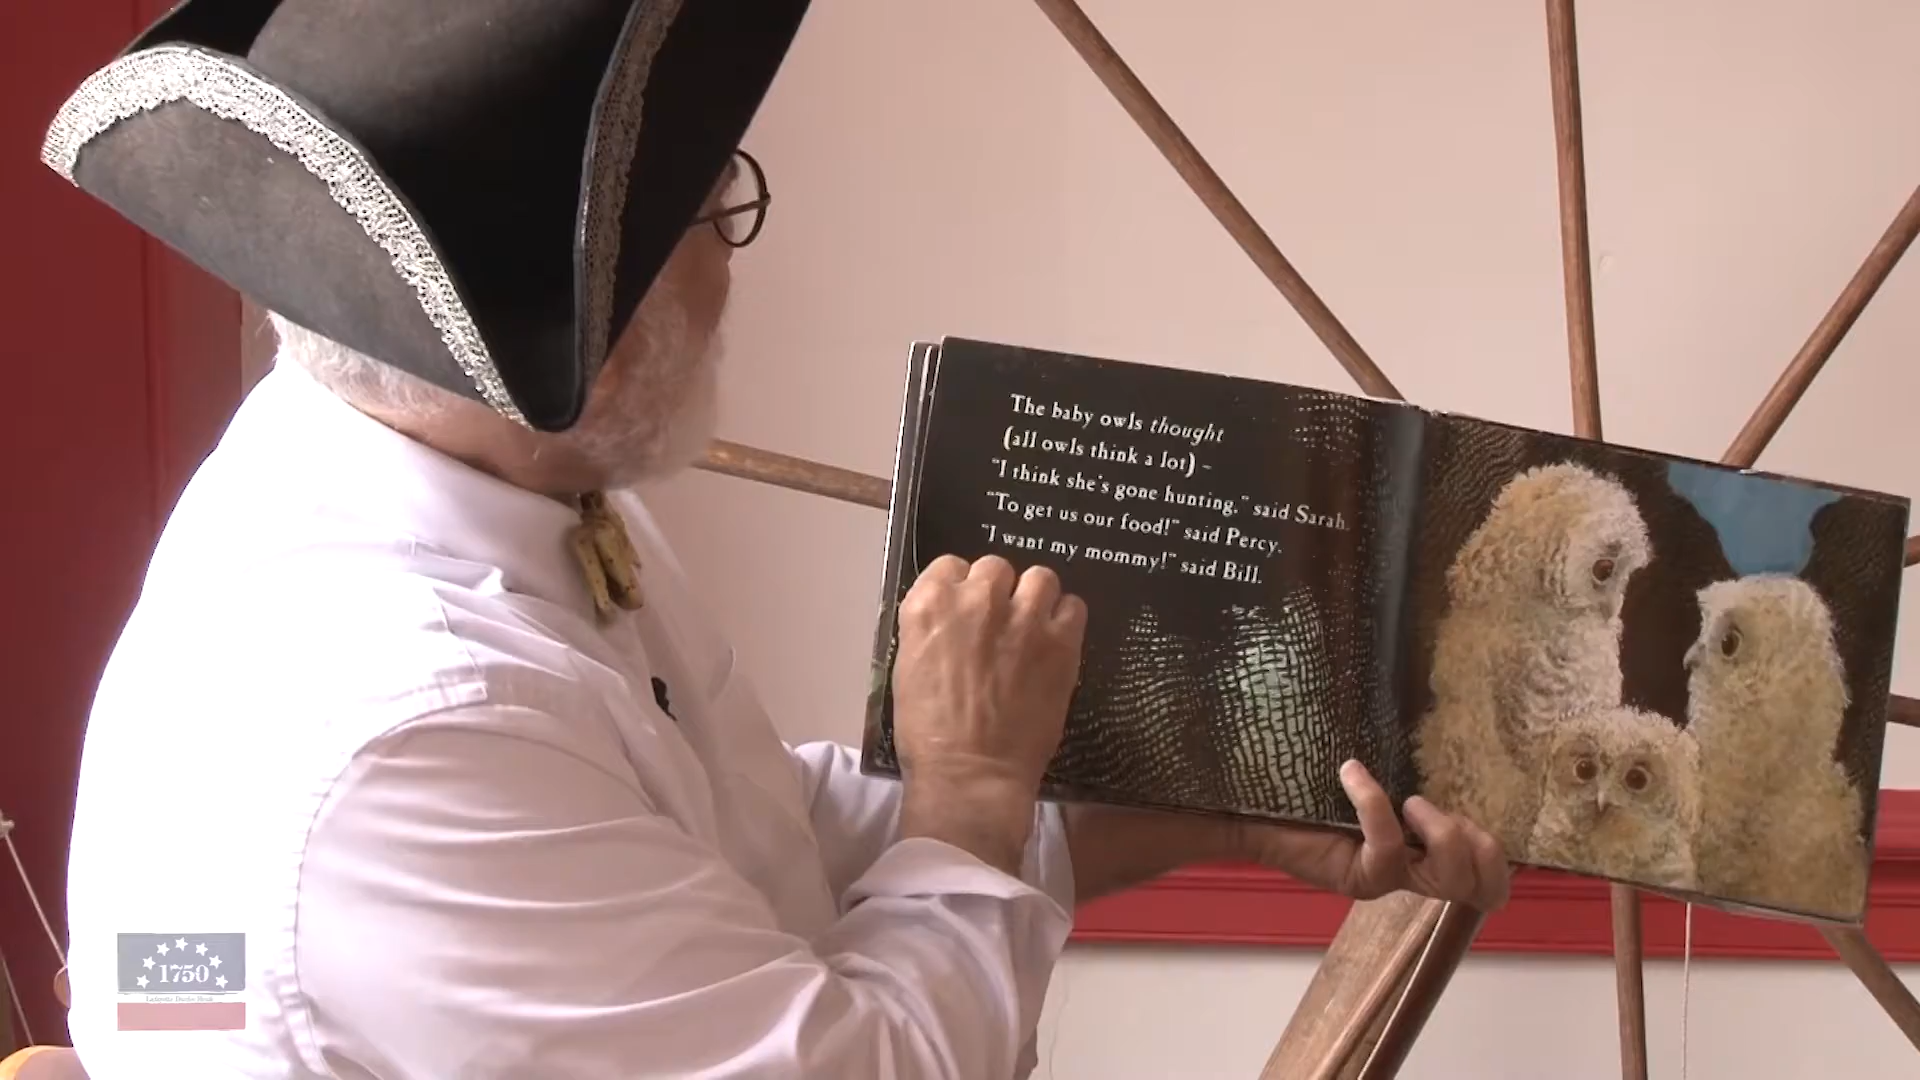 The baby owls thought
(all owls think a lot) –
"I think she's gone hunting," said Sarah.
"To get us our food!" said Percy.
"I want my mommy!" said Bill.
1750